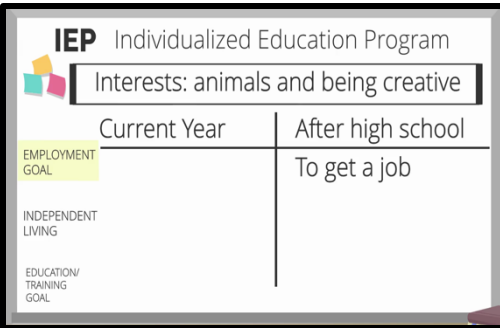 IEP Individualized Education Program
Interests: animals and being creative
Current Year After high school
EMPLOYMENT
GOAL
To get a job
INDEPENDENT
LIVING
EDUCATION/
TRAINING
GOAL